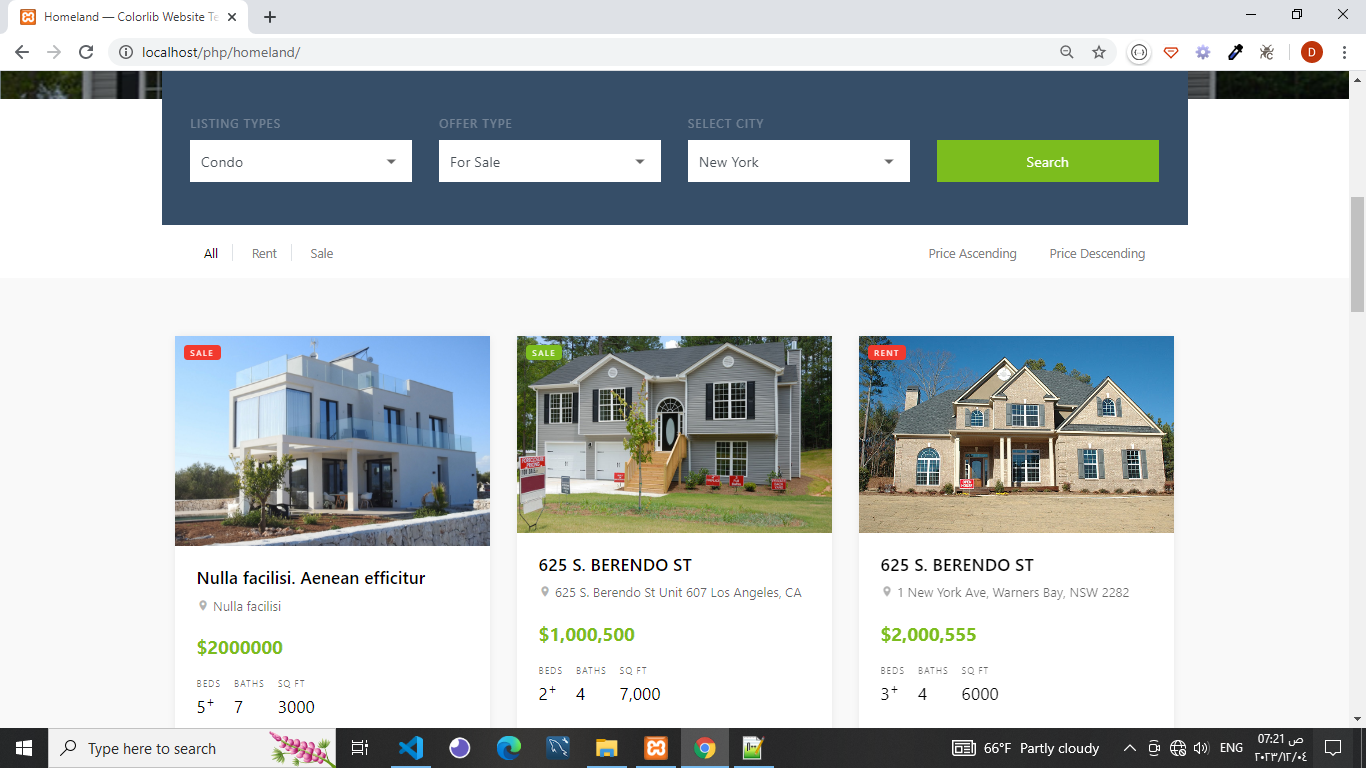 Homeland — Colorlib Website Te
localhost/php/homeland/
D
LISTING TYPES
OFFER TYPE
SELECT CITY
Condo
For Sale
New York
Search
All
Rent
Sale
Price Ascending
Price Descending
SALE
SALE
RENT
Nulla facilisi. Aenean efficitur
Nulla facilisi
$2000000
BEDS BATHS SQ FT
5+ 7 3000
625 S. BERENDO ST
625 S. Berendo St Unit 607 Los Angeles, CA
$1,000,500
BEDS BATHS SQ FT
2+ 4 7,000
625 S. BERENDO ST
1 New York Ave, Warners Bay, NSW 2282
$2,000,555
BEDS BATHS SQ FT
3+ 4 6000
Type here to search
66°F Partly cloudy
ENG
07:21 ص
٢٠٢٣/١٢/٠٤